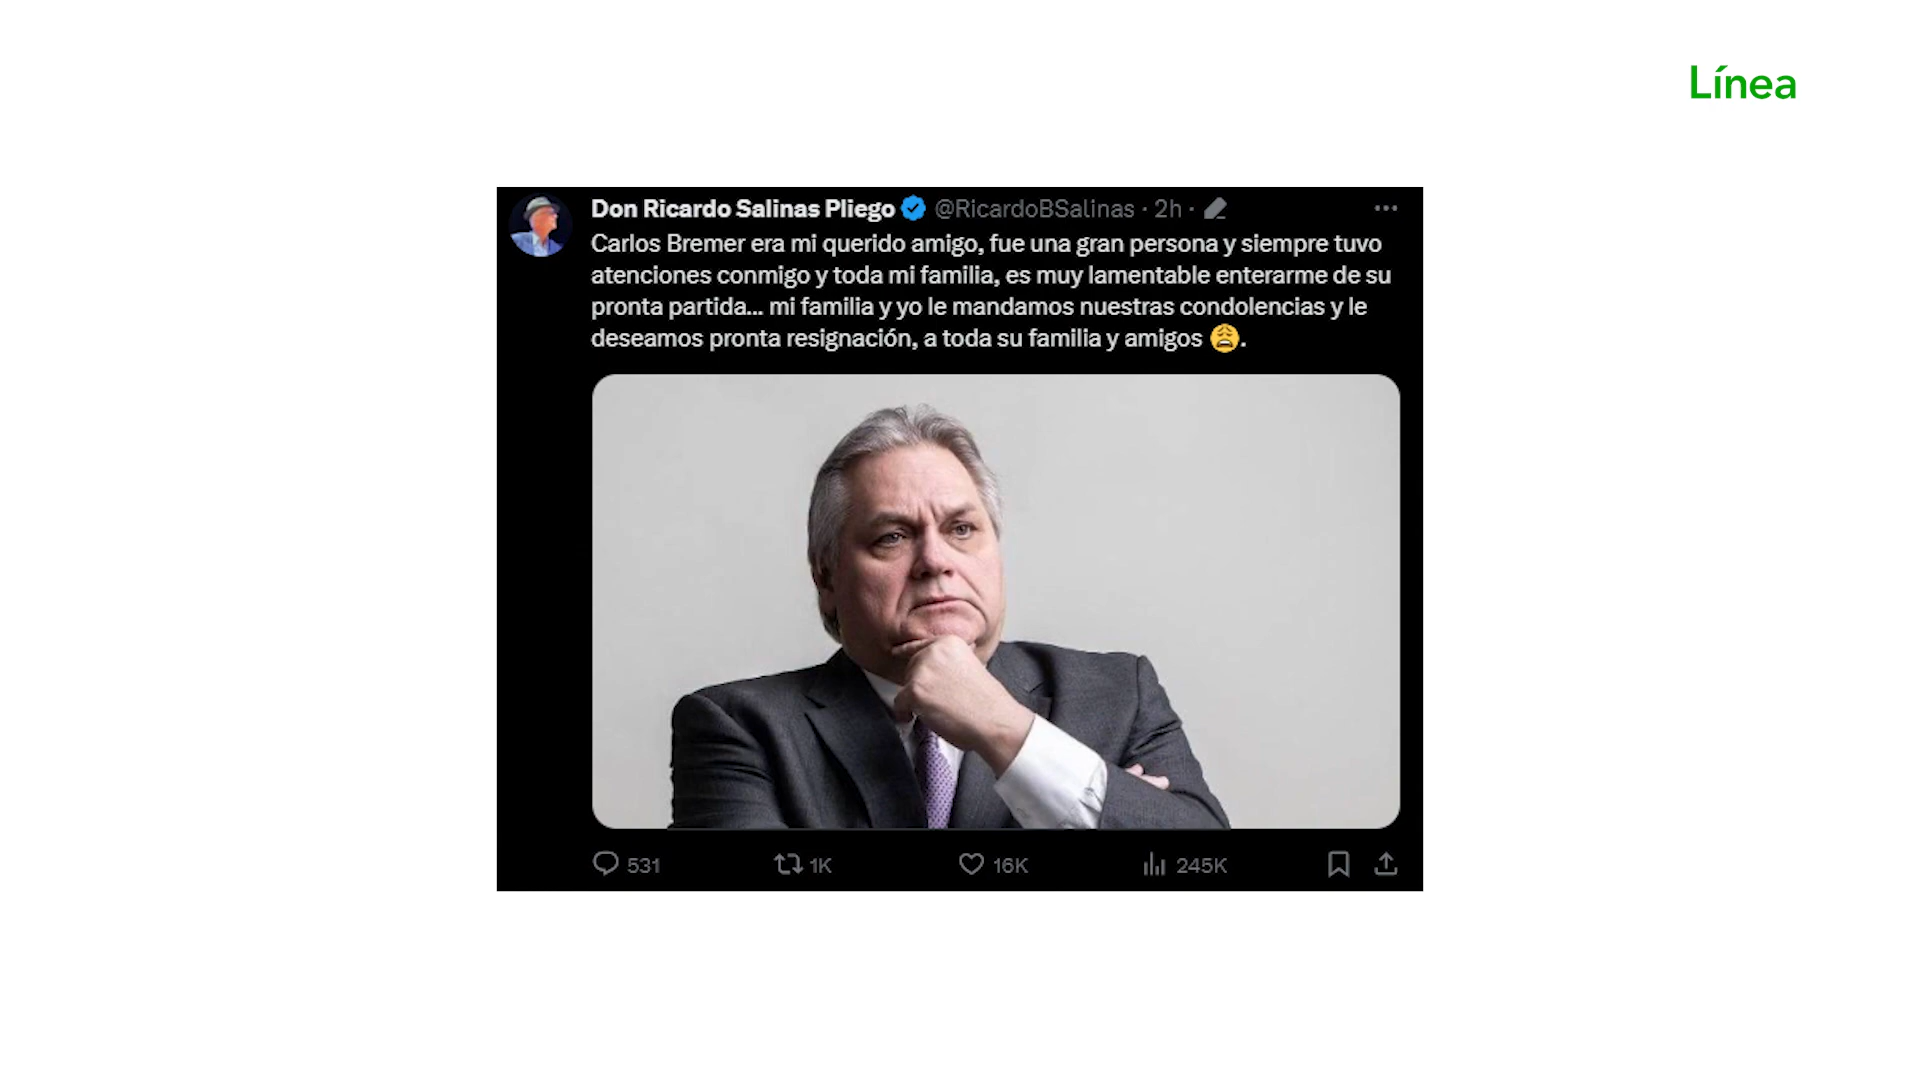 Línea
Don Ricardo Salinas Pliego @RicardoBSalinas · 2h ·
Carlos Bremer era mi querido amigo, fue una gran persona y siempre tuvo
atenciones conmigo y toda mi familia, es muy lamentable enterarme de su
pronta partida... mi familia y yo le mandamos nuestras condolencias y le
deseamos pronta resignación, a toda su familia y amigos 😩.
531 1K 16K 245K